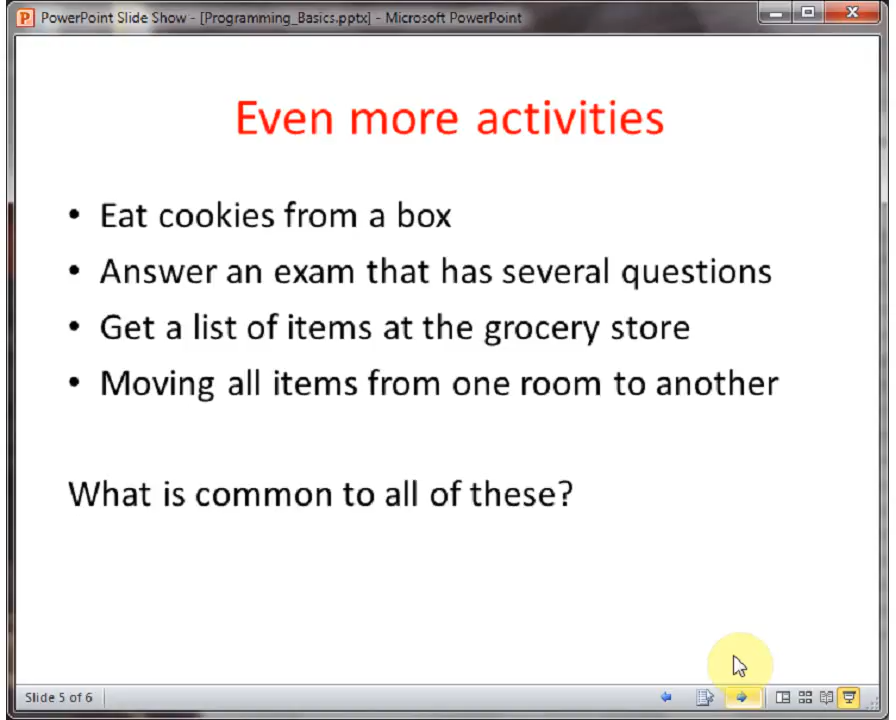 PowerPoint Slide Show - [Programming_Basics.pptx] - Microsoft PowerPoint
Even more activities
• Eat cookies from a box
• Answer an exam that has several questions
• Get a list of items at the grocery store
• Moving all items from one room to another
What is common to all of these?
Slide 5 of 6